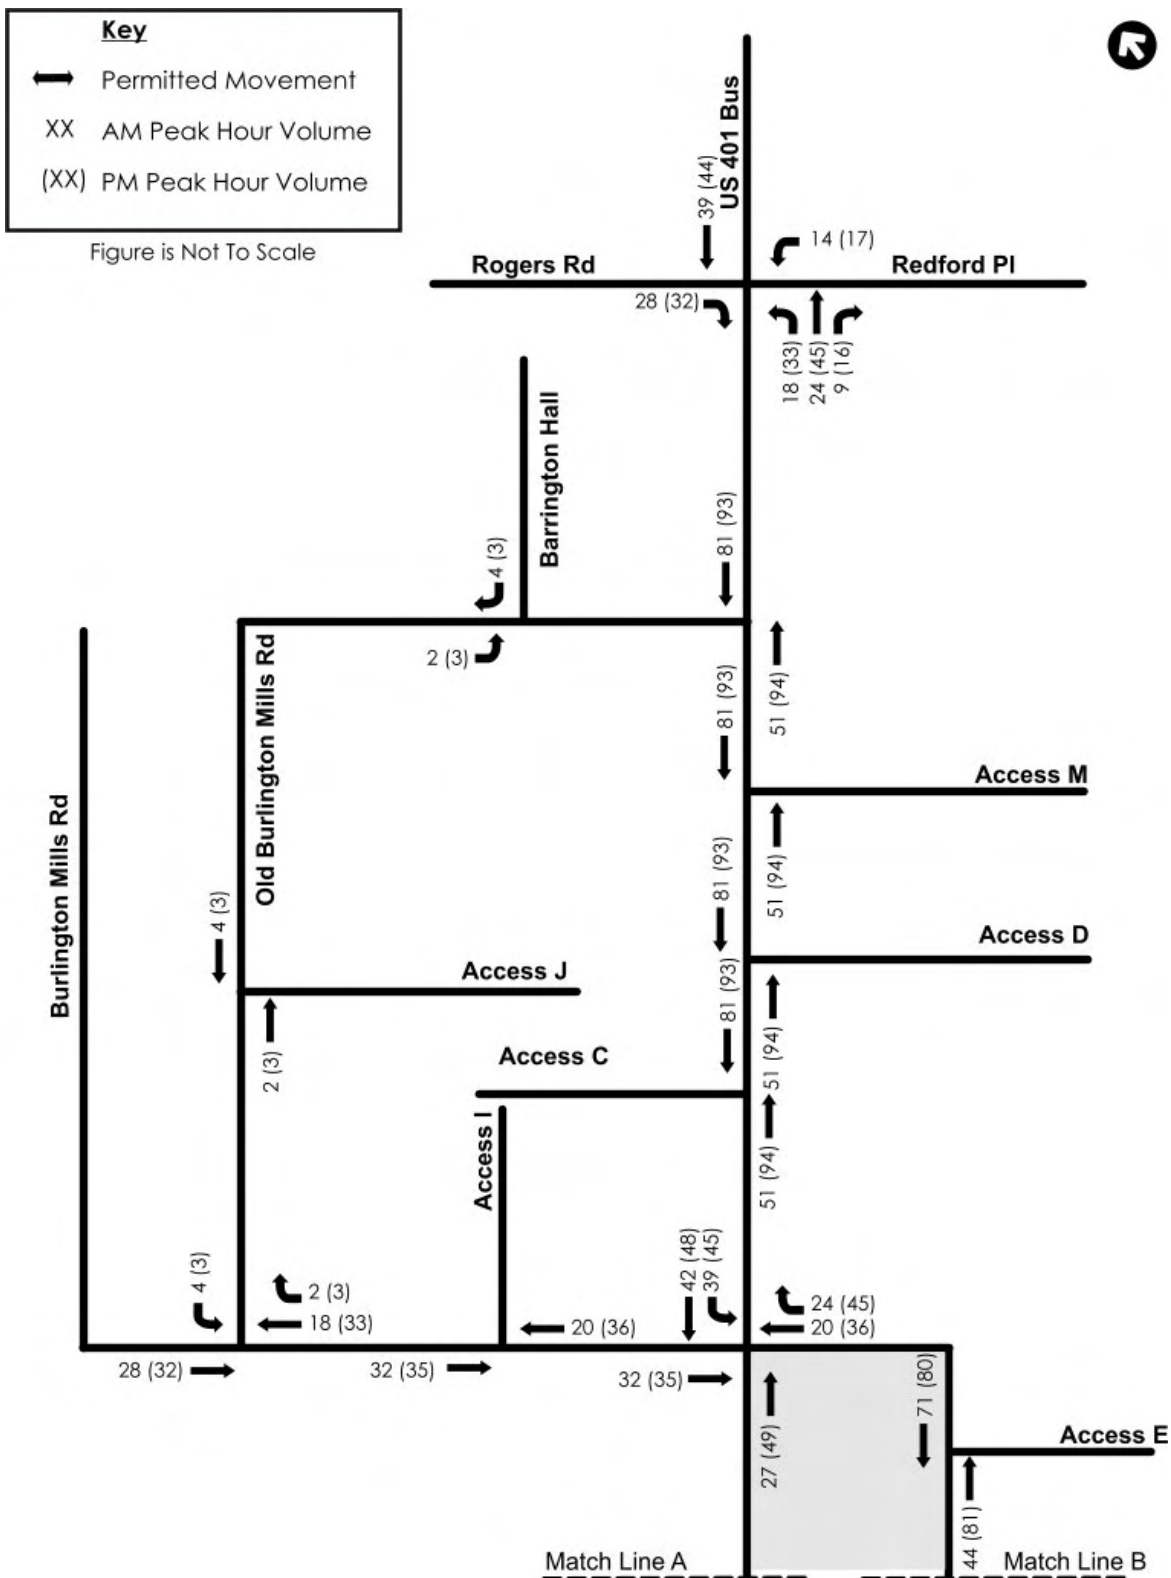 Key
Permitted Movement
XX AM Peak Hour Volume
(XX) PM Peak Hour Volume
Figure is Not To Scale
US 401 Bus
39 (44)
14 (17)
Rogers Rd
Redford Pl
28 (32)
18 (33)
24 (45)
9 (16)
Barrington Hall
81 (93)
4 (3)
2 (3)
51 (94)
81 (93)
Old Burlington Mills Rd
Burlington Mills Rd
Access M
51 (94)
81 (93)
4 (3)
Access D
Access J
81 (93)
51 (94)
2 (3)
Access C
Access I
51 (94)
4 (3)
2 (3)
18 (33)
20 (36)
42 (48)
39 (45)
24 (45)
20 (36)
28 (32)
32 (35)
32 (35)
27 (49)
71 (80)
Access E
44 (81)
Match Line A
Match Line B